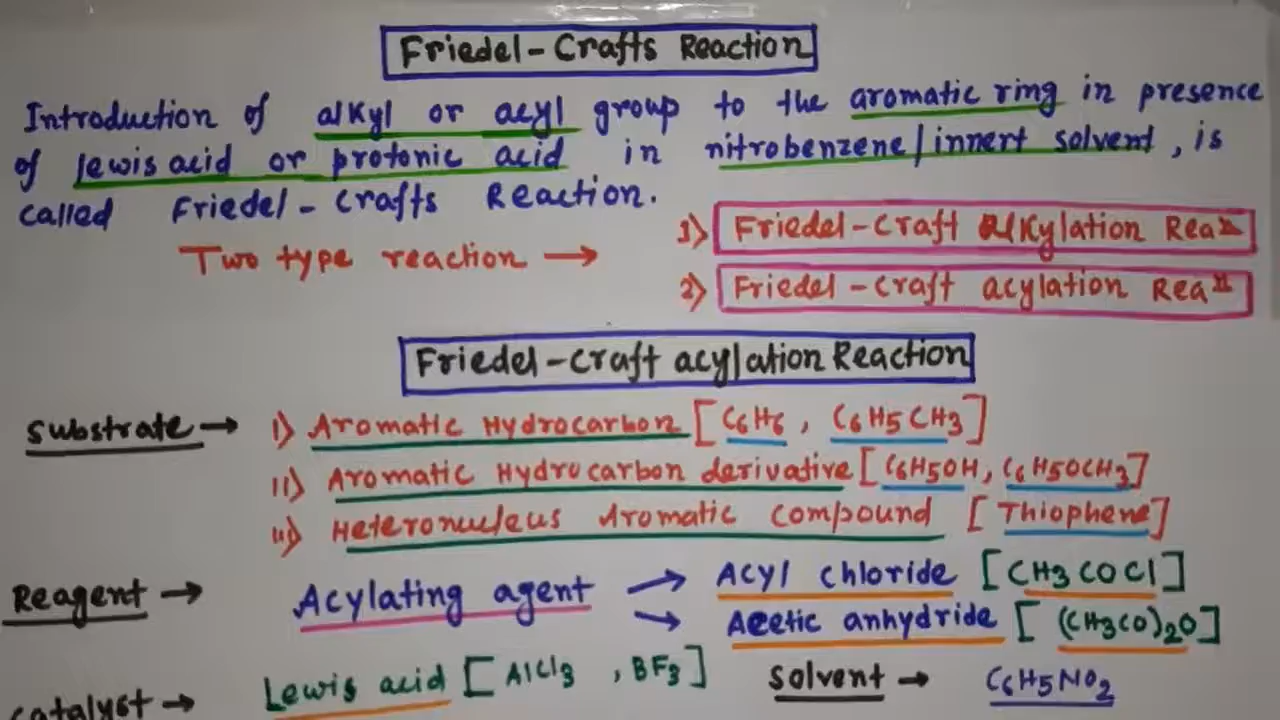 Friedel-Crafts Reaction
Introduction of alkyl or acyl group to the aromatic ring in presence
of lewis acid or protonic acid in nitrobenzene/innert solvent, is
called Friedel-Crafts Reaction.
Two type reaction → 1) Friedel-Craft Alkylation Reaⁿ
2) Friedel-Craft acylation Reaⁿ
Friedel-Craft acylation Reaction
Substrate → i) Aromatic Hydrocarbon [C6H6, C6H5CH3]
ii) Aromatic Hydrocarbon derivative [C6H5OH, C6H5OCH3]
iii) Heteronucleus Aromatic compound [Thiophene]
Reagent → Acylating agent → Acyl chloride [CH3COCl]
→ Acetic anhydride [(CH3CO)2O]
catalyst → Lewis acid [AlCl3, BF3] Solvent → C6H5NO2